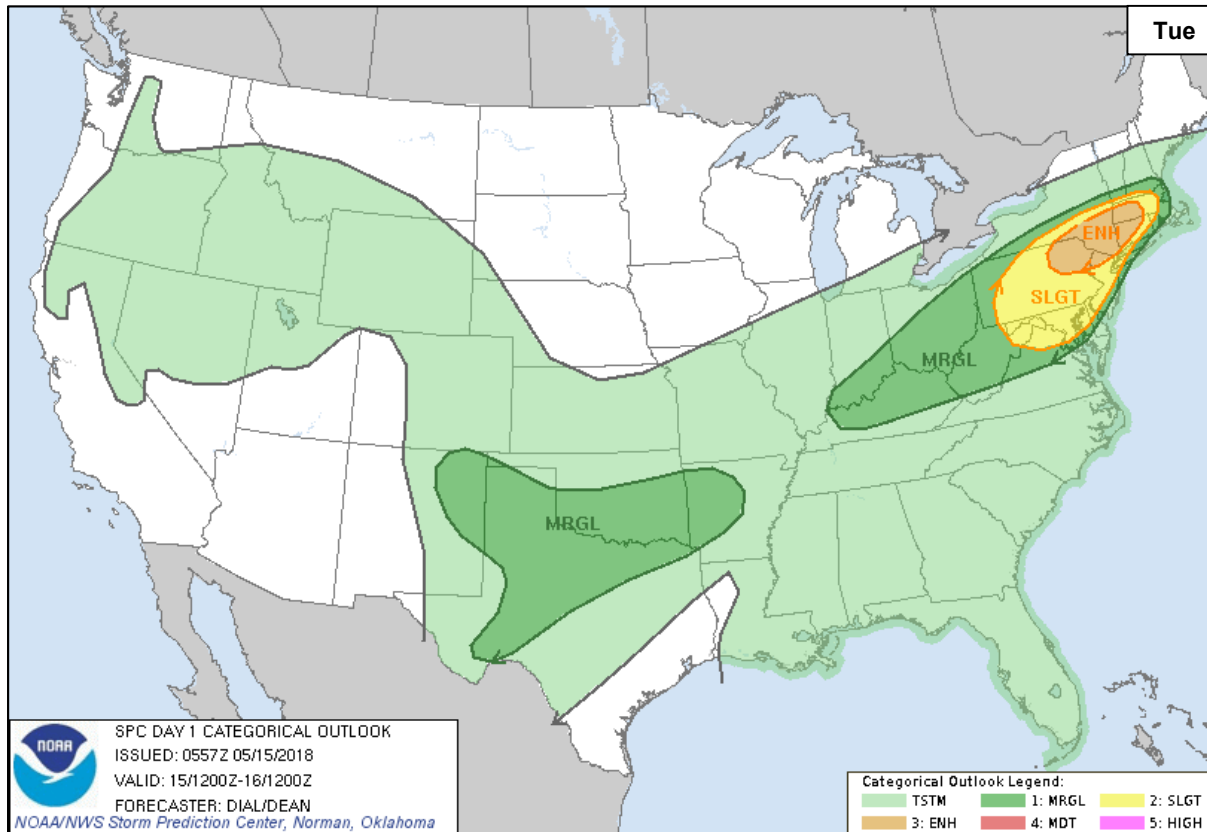 Tue
ENH
SLGT
MRGL
MRGL
NOAA
SPC DAY 1 CATEGORICAL OUTLOOK
ISSUED: 0557Z 05/15/2018
VALID: 15/1200Z-16/1200Z
FORECASTER: DIAL/DEAN
NOAA/NWS Storm Prediction Center, Norman, Oklahoma
Categorical Outlook Legend:
TSTM 1: MRGL 2: SLGT
3: ENH 4: MDT 5: HIGH